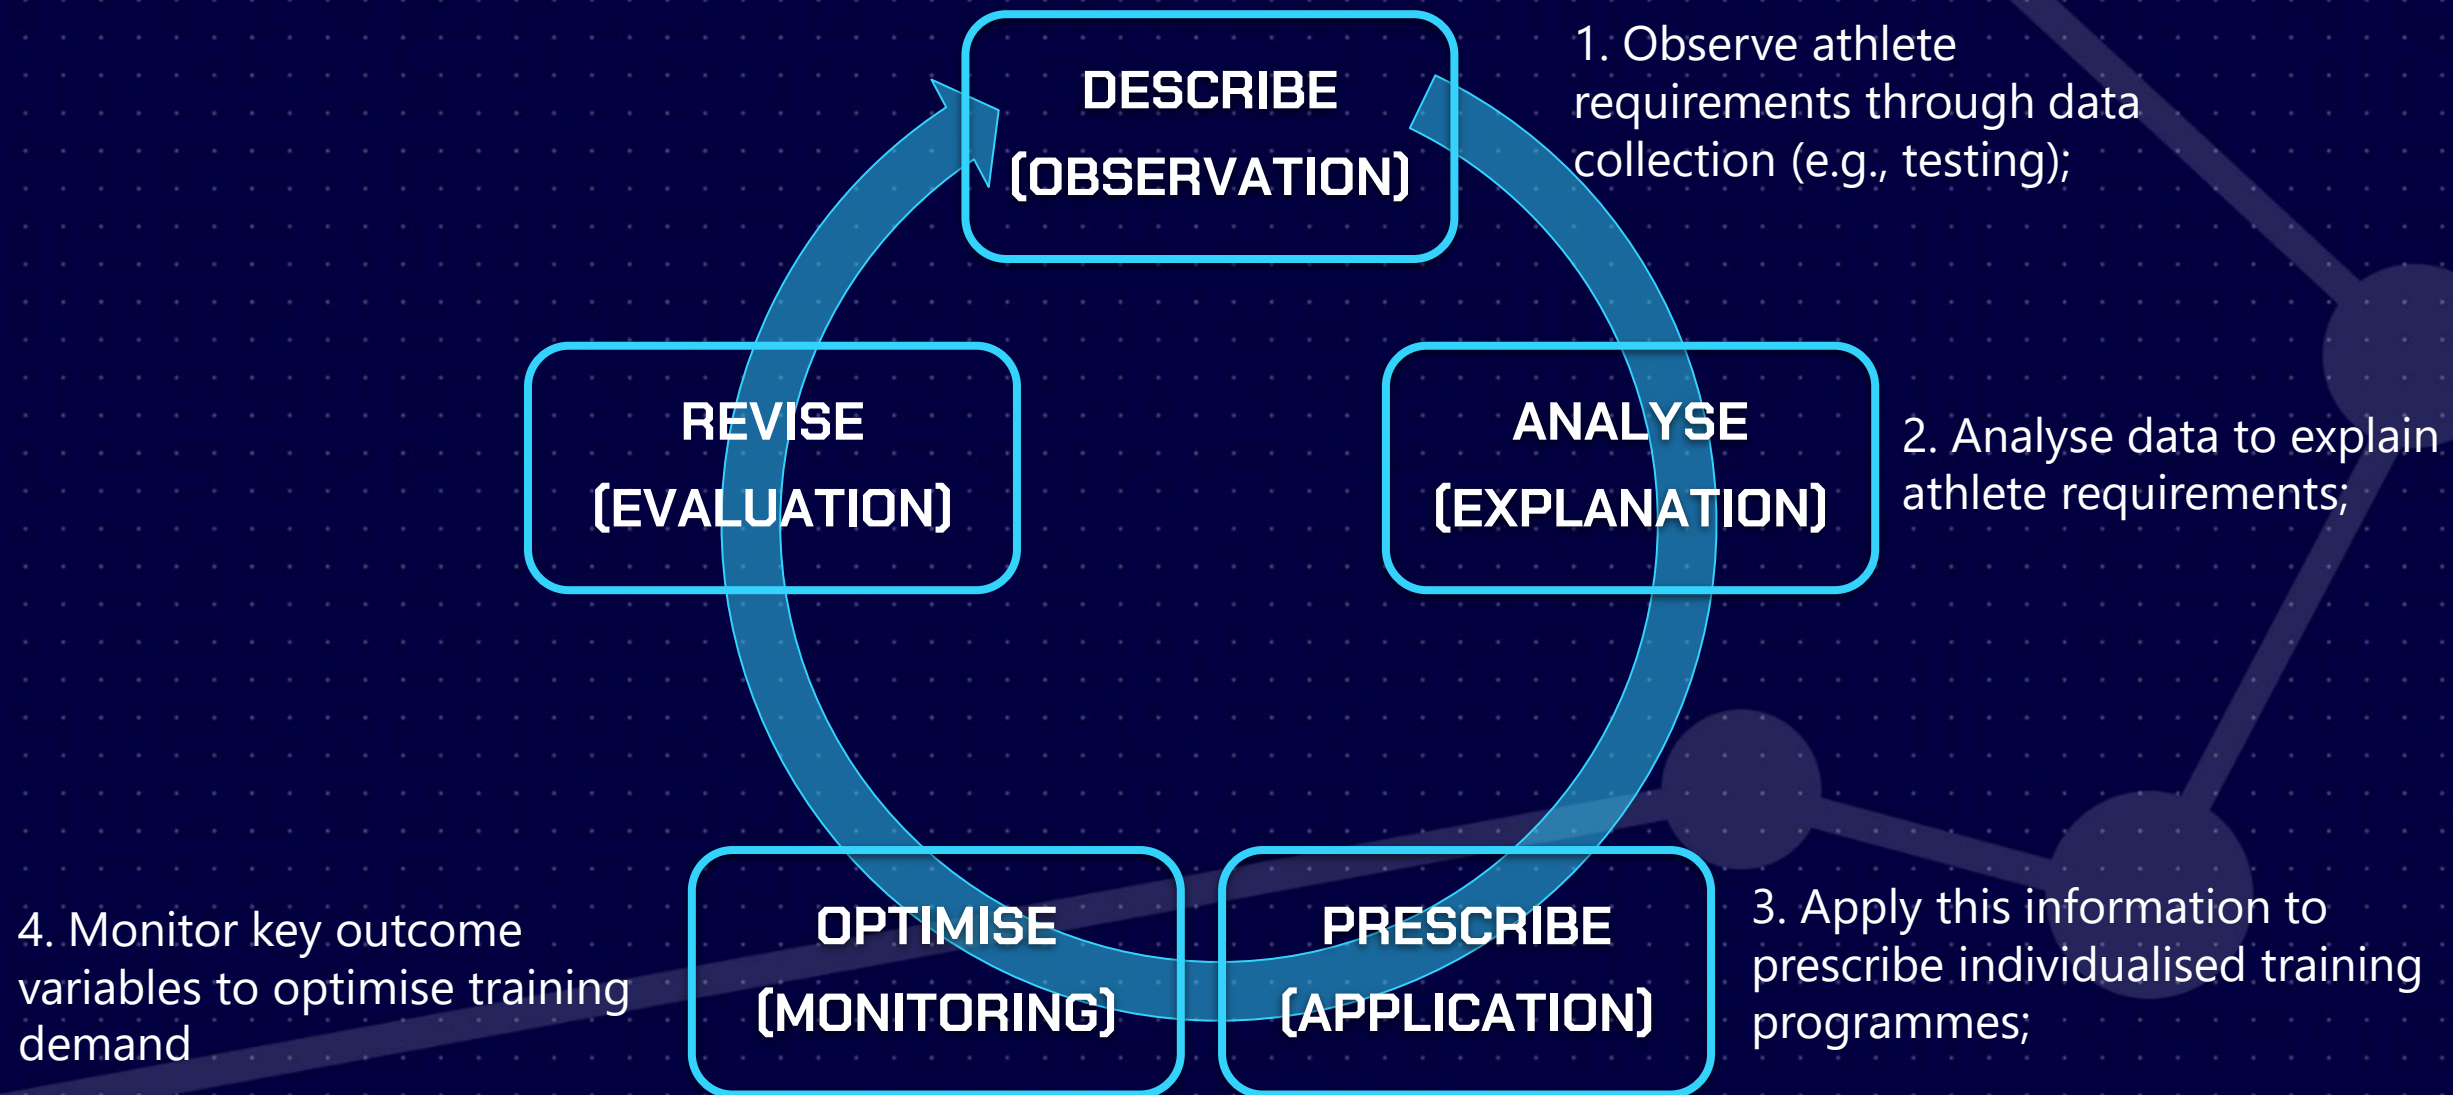 DESCRIBE
(OBSERVATION)
1. Observe athlete
requirements through data
collection (e.g., testing);
ANALYSE
(EXPLANATION)
2. Analyse data to explain
athlete requirements;
PRESCRIBE
(APPLICATION)
3. Apply this information to
prescribe individualised training
programmes;
OPTIMISE
(MONITORING)
4. Monitor key outcome
variables to optimise training
demand
REVISE
(EVALUATION)